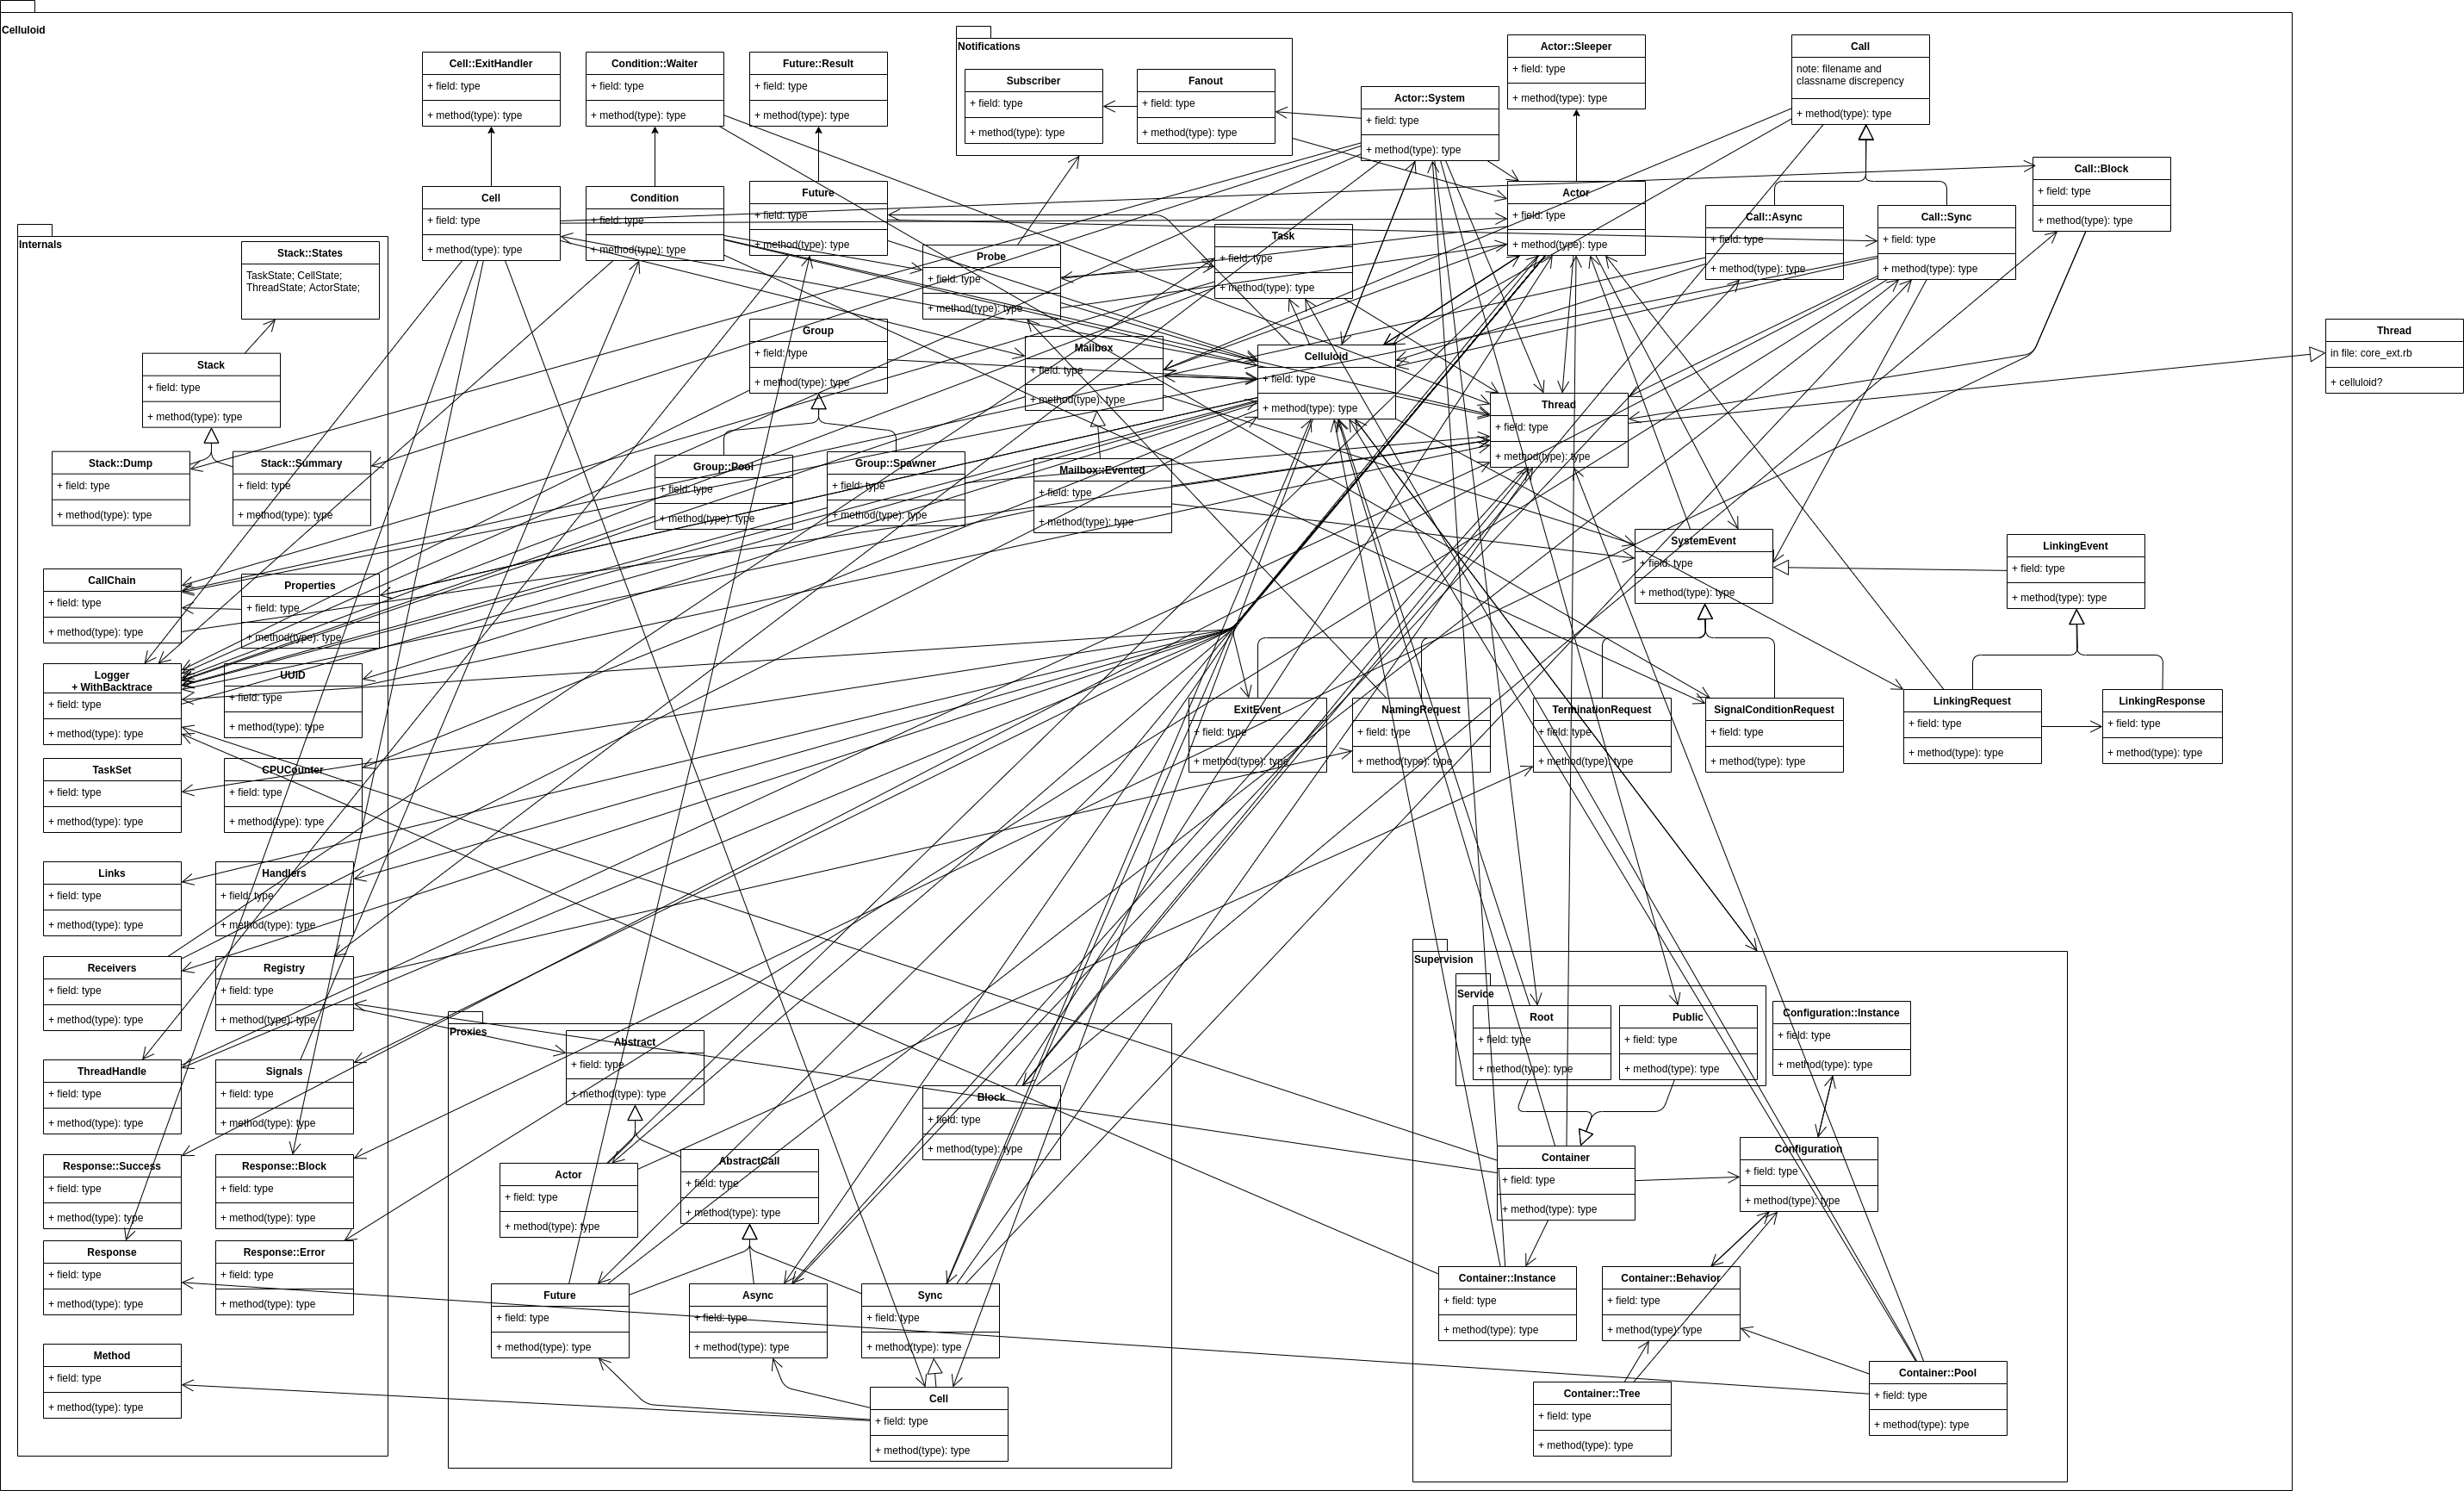 Celluloid
Cell::ExitHandler
+ field: type
+ method(type): type
Condition::Waiter
+ field: type
+ method(type): type
Future::Result
+ field: type
+ method(type): type
Notifications
Subscriber
+ field: type
+ method(type): type
Fanout
+ field: type
+ method(type): type
Actor::System
+ field: type
+ method(type): type
Actor::Sleeper
+ field: type
+ method(type): type
Call
note: filename and
classname discrepency
+ method(type): type
Call::Block
+ field: type
+ method(type): type
Cell
+ field: type
+ method(type): type
Condition
+ field: type
+ method(type): type
Future
+ field: type
+ method(type): type
Actor
+ field: type
+ method(type): type
Call::Async
+ field: type
+ method(type): type
Call::Sync
+ field: type
+ method(type): type
Task
+ field: type
+ method(type): type
Probe
+ field: type
+ method(type): type
Internals
Stack::States
TaskState; CellState;
ThreadState; ActorState;
Stack
+ field: type
+ method(type): type
Group
+ field: type
+ method(type): type
Mailbox
+ field: type
+ method(type): type
Celluloid
+ field: type
+ method(type): type
Thread
+ field: type
+ method(type): type
Thread
in file: core_ext.rb
+ celluloid?
Stack::Dump
+ field: type
+ method(type): type
Stack::Summary
+ field: type
+ method(type): type
Group::Pool
+ field: type
+ method(type): type
Group::Spawner
+ field: type
+ method(type): type
Mailbox::Evented
+ field: type
+ method(type): type
SystemEvent
+ field: type
+ method(type): type
LinkingEvent
+ field: type
+ method(type): type
CallChain
+ field: type
+ method(type): type
Properties
+ field: type
+ method(type): type
Logger
+ WithBacktrace
+ field: type
+ method(type): type
UUID
+ field: type
+ method(type): type
ExitEvent
+ field: type
+ method(type): type
NamingRequest
+ field: type
+ method(type): type
TerminationRequest
+ field: type
+ method(type): type
SignalConditionRequest
+ field: type
+ method(type): type
LinkingRequest
+ field: type
+ method(type): type
LinkingResponse
+ field: type
+ method(type): type
TaskSet
+ field: type
+ method(type): type
CPUCounter
+ field: type
+ method(type): type
Links
+ field: type
+ method(type): type
Handlers
+ field: type
+ method(type): type
Receivers
+ field: type
+ method(type): type
Registry
+ field: type
+ method(type): type
ThreadHandle
+ field: type
+ method(type): type
Signals
+ field: type
+ method(type): type
Response::Success
+ field: type
+ method(type): type
Response::Block
+ field: type
+ method(type): type
Response
+ field: type
+ method(type): type
Response::Error
+ field: type
+ method(type): type
Method
+ field: type
+ method(type): type
Proxies
Abstract
+ field: type
+ method(type): type
Block
+ field: type
+ method(type): type
Actor
+ field: type
+ method(type): type
AbstractCall
+ field: type
+ method(type): type
Future
+ field: type
+ method(type): type
Async
+ field: type
+ method(type): type
Sync
+ field: type
+ method(type): type
Cell
+ field: type
+ method(type): type
Supervision
Service
Root
+ field: type
+ method(type): type
Public
+ field: type
+ method(type): type
Configuration::Instance
+ field: type
+ method(type): type
Container
+ field: type
+ method(type): type
Configuration
+ field: type
+ method(type): type
Container::Instance
+ field: type
+ method(type): type
Container::Behavior
+ field: type
+ method(type): type
Container::Tree
+ field: type
+ method(type): type
Container::Pool
+ field: type
+ method(type): type